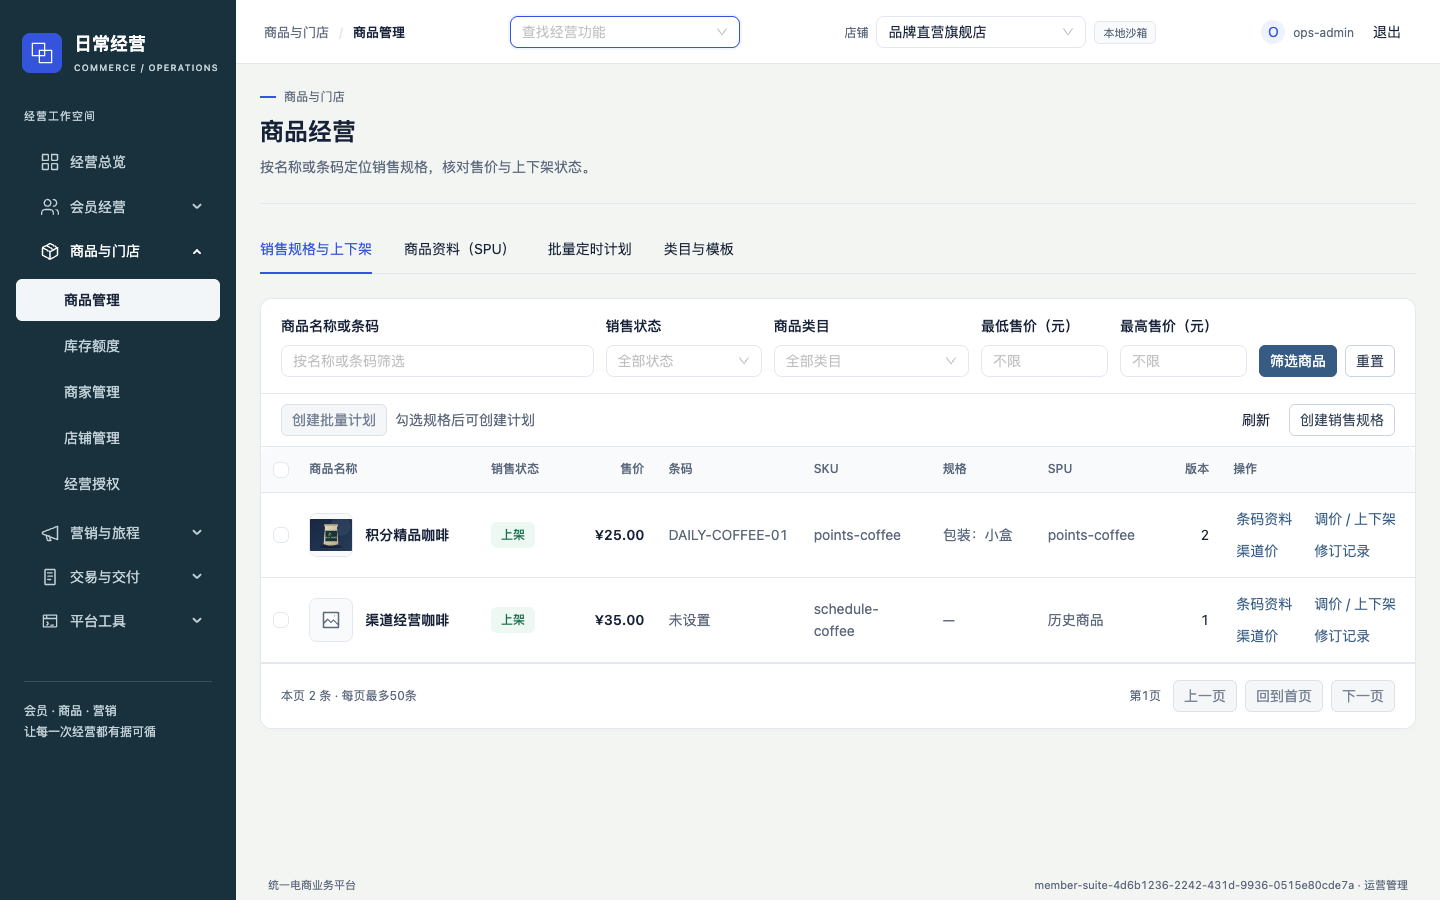 日常经营
COMMERCE / OPERATIONS
经营工作空间
经营总览
会员经营
商品与门店
商品管理
库存额度
商家管理
店铺管理
经营授权
营销与旅程
交易与交付
平台工具
会员 · 商品 · 营销
让每一次经营都有据可循
商品与门店 / 商品管理
查找经营功能
店铺 品牌直营旗舰店 本地沙箱
O ops-admin 退出
商品与门店
商品经营
按名称或条码定位销售规格，核对售价与上下架状态。
销售规格与上下架 商品资料（SPU） 批量定时计划 类目与模板
商品名称或条码 销售状态 商品类目 最低售价（元） 最高售价（元）
按名称或条码筛选 全部状态 全部类目 不限 不限 筛选商品 重置
创建批量计划 勾选规格后可创建计划 刷新 创建销售规格
商品名称 销售状态 售价 条码 SKU 规格 SPU 版本 操作
积分精品咖啡 上架 ¥25.00 DAILY-COFFEE-01 points-coffee 包装：小盒 points-coffee 2 条码资料 调价 / 上下架
渠道价 修订记录
渠道经营咖啡 上架 ¥35.00 未设置 schedule-coffee — 历史商品 1 条码资料 调价 / 上下架
渠道价 修订记录
本页 2 条 · 每页最多50条 第1页 上一页 回到首页 下一页
统一电商业务平台 member-suite-4d6b1236-2242-431d-9936-0515e80cde7a · 运营管理